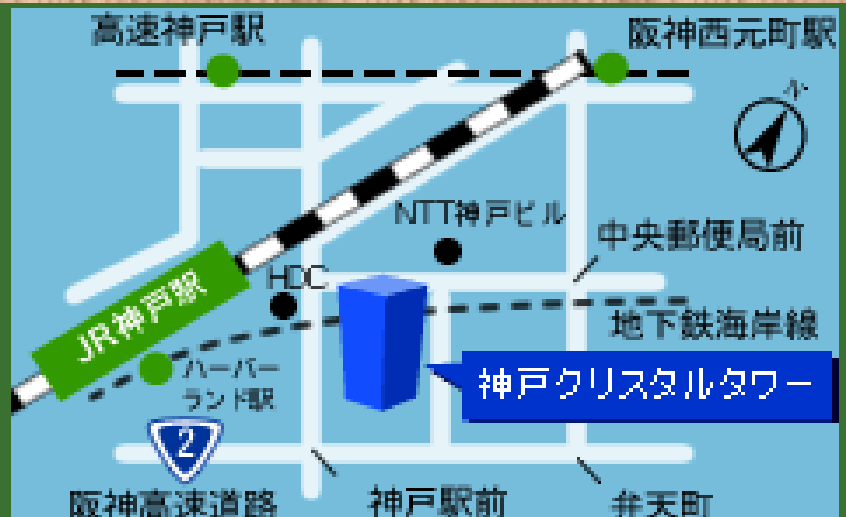 高速神戸駅
阪神西元町駅
N
NTT神戸ビル
中央郵便局前
HDC
JR神戸駅
地下鉄海岸線
ハーバー
ランド駅
神戸クリスタルタワー
2
阪神高速道路
神戸駅前
弁天町